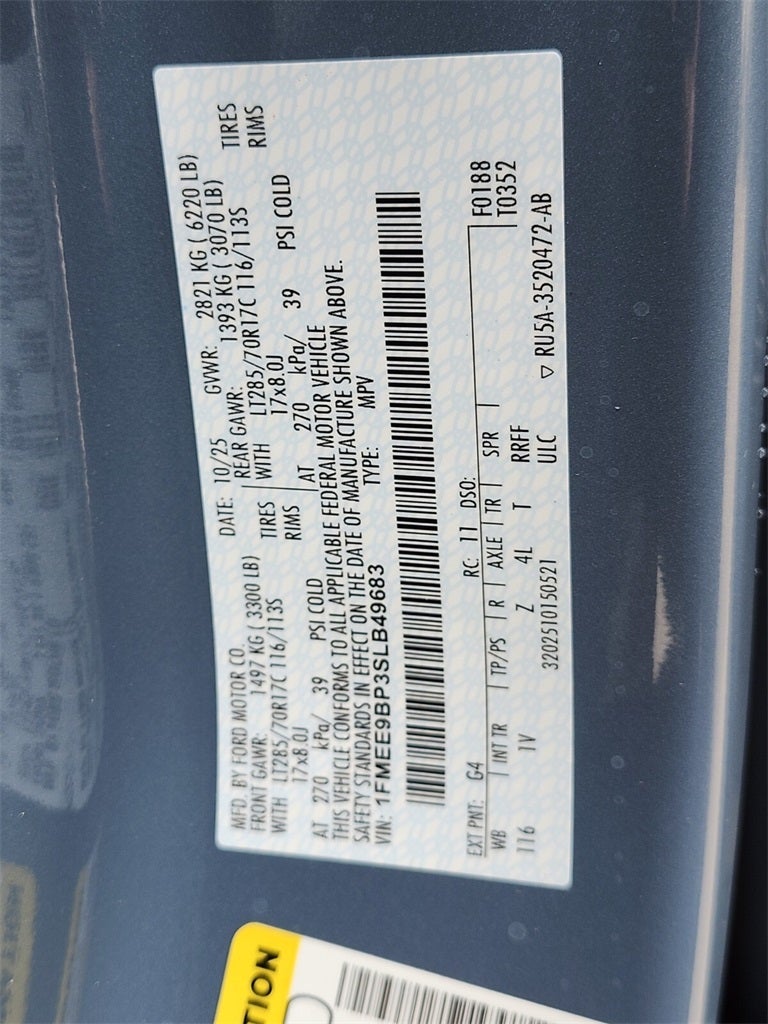 MFD. BY FORD MOTOR CO.
DATE: 10/25 GVWR: 2821 KG ( 6220 LB)
FRONT GAWR: 1497 KG ( 3300 LB) REAR GAWR: 1393 KG ( 3070 LB)
WITH LT285/70R17C 116/113S TIRES WITH LT285/70R17C 116/113S TIRES
17x8.0J RIMS 17x8.0J RIMS
AT 270 kPa/ 39 PSI COLD AT 270 kPa/ 39 PSI COLD
THIS VEHICLE CONFORMS TO ALL APPLICABLE FEDERAL MOTOR VEHICLE
SAFETY STANDARDS IN EFFECT ON THE DATE OF MANUFACTURE SHOWN ABOVE.
VIN: 1FMEE9BP3SLB49683 TYPE: MPV
EXT PNT: G4 RC: 11 DSO: F0188
WB INT TR TP/PS R AXLE TR SPR T0352
116 1V Z 4L T RRFF
3202510150521 ULC ▽ RU5A-3520472-AB
TION